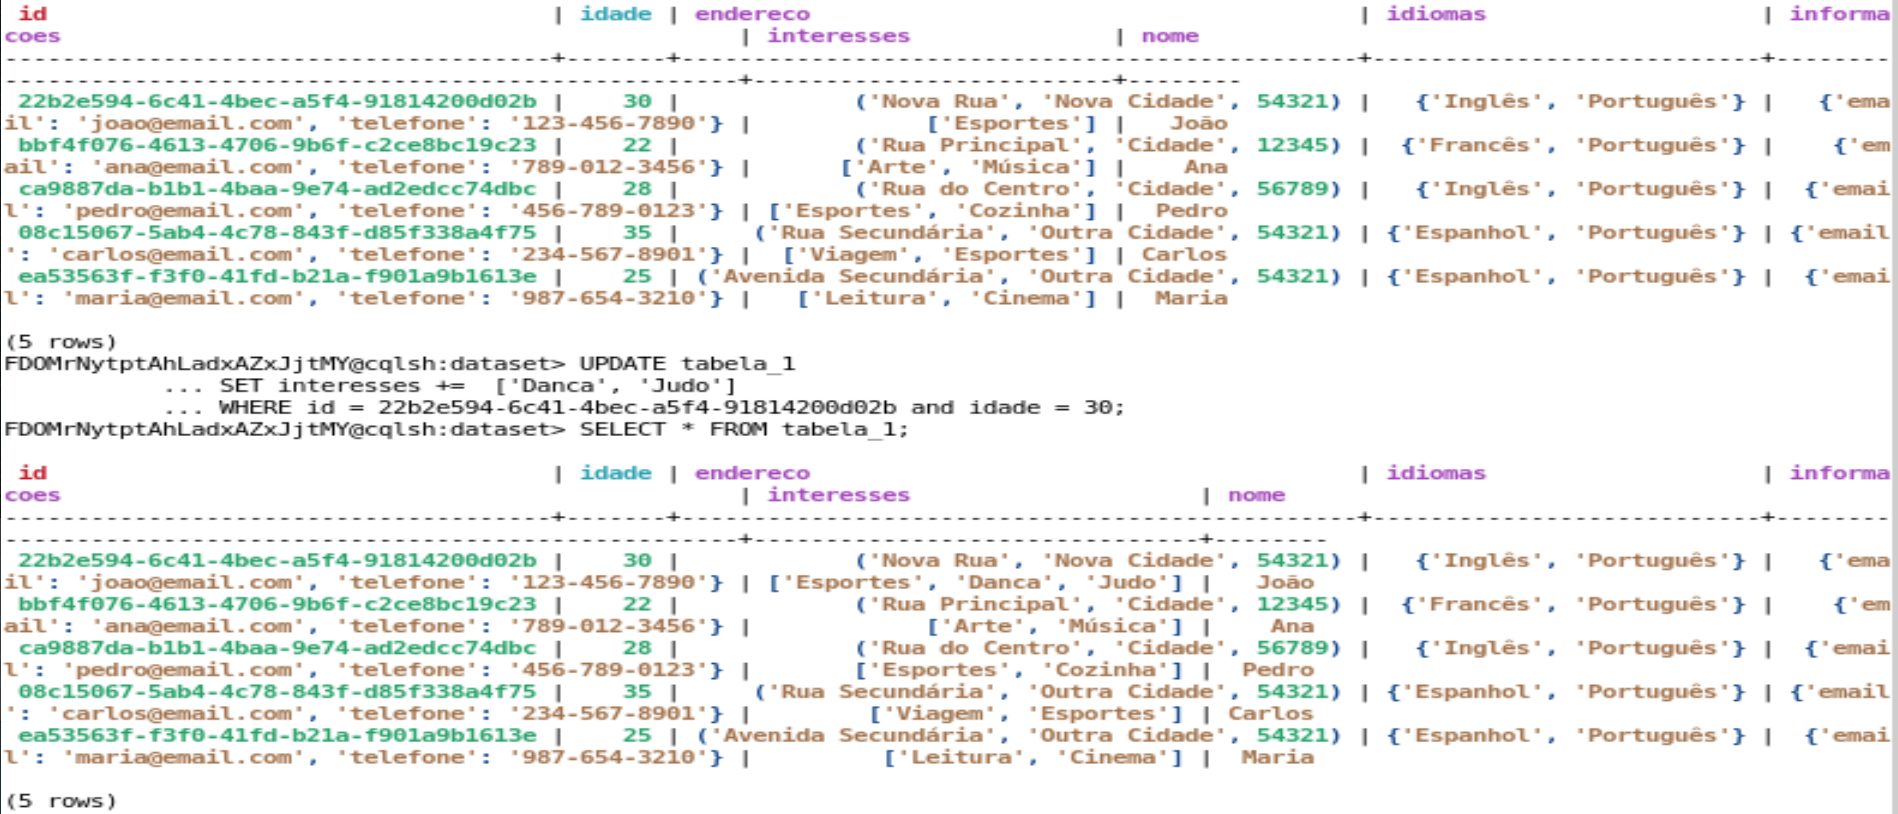 id | idade | endereco | idiomas | informa
coes | interesses | nome
--------------------------------------+-------+-----------------------------------------------+---------------------------+--------
---------------------------------------------------+-------------------------+--------
22b2e594-6c41-4bec-a5f4-91814200d02b | 30 | ('Nova Rua', 'Nova Cidade', 54321) | {'Inglês', 'Português'} | {'ema
il': 'joao@email.com', 'telefone': '123-456-7890'} | ['Esportes'] | João
bbf4f076-4613-4706-9b6f-c2ce8bc19c23 | 22 | ('Rua Principal', 'Cidade', 12345) | {'Francês', 'Português'} | {'em
ail': 'ana@email.com', 'telefone': '789-012-3456'} | ['Arte', 'Música'] | Ana
ca9887da-b1b1-4baa-9e74-ad2edcc74dbc | 28 | ('Rua do Centro', 'Cidade', 56789) | {'Inglês', 'Português'} | {'emai
l': 'pedro@email.com', 'telefone': '456-789-0123'} | ['Esportes', 'Cozinha'] | Pedro
08c15067-5ab4-4c78-843f-d85f338a4f75 | 35 | ('Rua Secundária', 'Outra Cidade', 54321) | {'Espanhol', 'Português'} | {'email
': 'carlos@email.com', 'telefone': '234-567-8901'} | ['Viagem', 'Esportes'] | Carlos
ea53563f-f3f0-41fd-b21a-f901a9b1613e | 25 | ('Avenida Secundária', 'Outra Cidade', 54321) | {'Espanhol', 'Português'} | {'emai
l': 'maria@email.com', 'telefone': '987-654-3210'} | ['Leitura', 'Cinema'] | Maria
(5 rows)
FDOMrNytptAhLadxAZxJjtMY@cqlsh:dataset> UPDATE tabela_1
... SET interesses += ['Danca', 'Judo']
... WHERE id = 22b2e594-6c41-4bec-a5f4-91814200d02b and idade = 30;
FDOMrNytptAhLadxAZxJjtMY@cqlsh:dataset> SELECT * FROM tabela_1;
id | idade | endereco | idiomas | informa
coes | interesses | nome
--------------------------------------+-------+-----------------------------------------------+---------------------------+--------
---------------------------------------------------+-------------------------------+--------
22b2e594-6c41-4bec-a5f4-91814200d02b | 30 | ('Nova Rua', 'Nova Cidade', 54321) | {'Inglês', 'Português'} | {'ema
il': 'joao@email.com', 'telefone': '123-456-7890'} | ['Esportes', 'Danca', 'Judo'] | João
bbf4f076-4613-4706-9b6f-c2ce8bc19c23 | 22 | ('Rua Principal', 'Cidade', 12345) | {'Francês', 'Português'} | {'em
ail': 'ana@email.com', 'telefone': '789-012-3456'} | ['Arte', 'Música'] | Ana
ca9887da-b1b1-4baa-9e74-ad2edcc74dbc | 28 | ('Rua do Centro', 'Cidade', 56789) | {'Inglês', 'Português'} | {'emai
l': 'pedro@email.com', 'telefone': '456-789-0123'} | ['Esportes', 'Cozinha'] | Pedro
08c15067-5ab4-4c78-843f-d85f338a4f75 | 35 | ('Rua Secundária', 'Outra Cidade', 54321) | {'Espanhol', 'Português'} | {'email
': 'carlos@email.com', 'telefone': '234-567-8901'} | ['Viagem', 'Esportes'] | Carlos
ea53563f-f3f0-41fd-b21a-f901a9b1613e | 25 | ('Avenida Secundária', 'Outra Cidade', 54321) | {'Espanhol', 'Português'} | {'emai
l': 'maria@email.com', 'telefone': '987-654-3210'} | ['Leitura', 'Cinema'] | Maria
(5 rows)